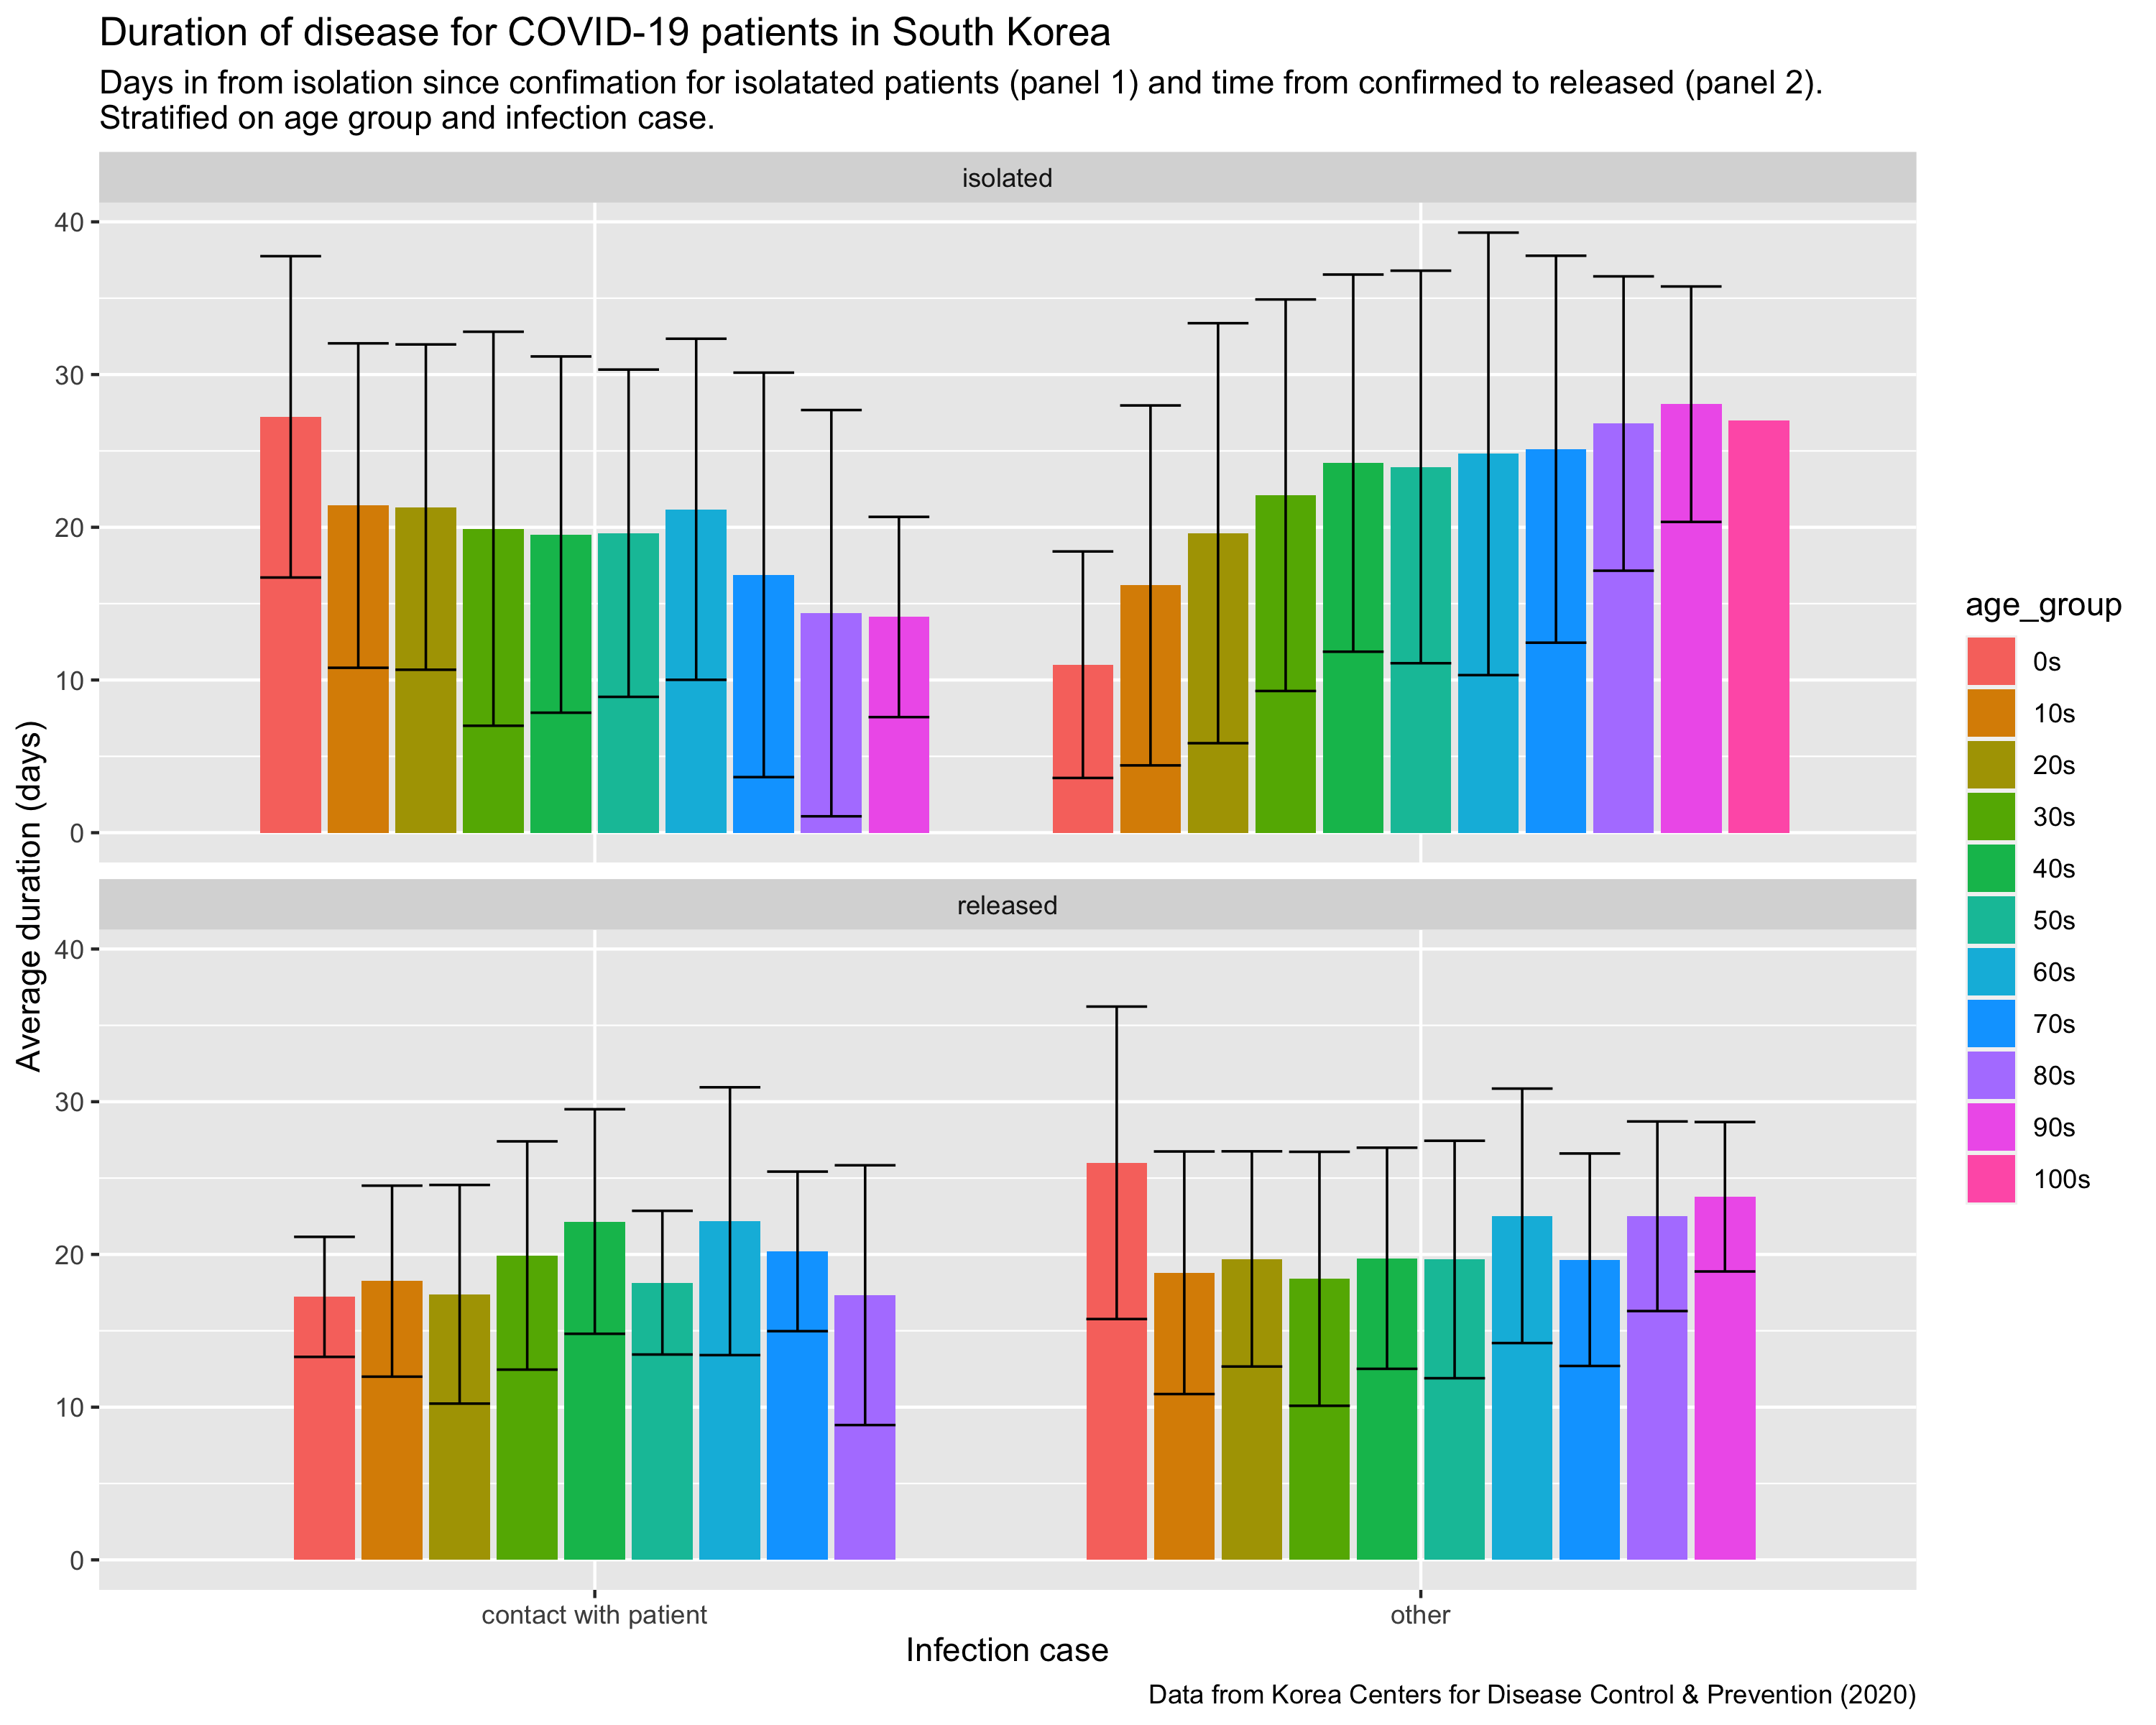 Duration of disease for COVID-19 patients in South Korea
Days in from isolation since confimation for isolatated patients (panel 1) and time from confirmed to released (panel 2).
Stratified on age group and infection case.
isolated
40
30
20
10
0
released
40
30
20
10
0
Average duration (days)
contact with patient
other
Infection case
age_group
0s
10s
20s
30s
40s
50s
60s
70s
80s
90s
100s
Data from Korea Centers for Disease Control & Prevention (2020)